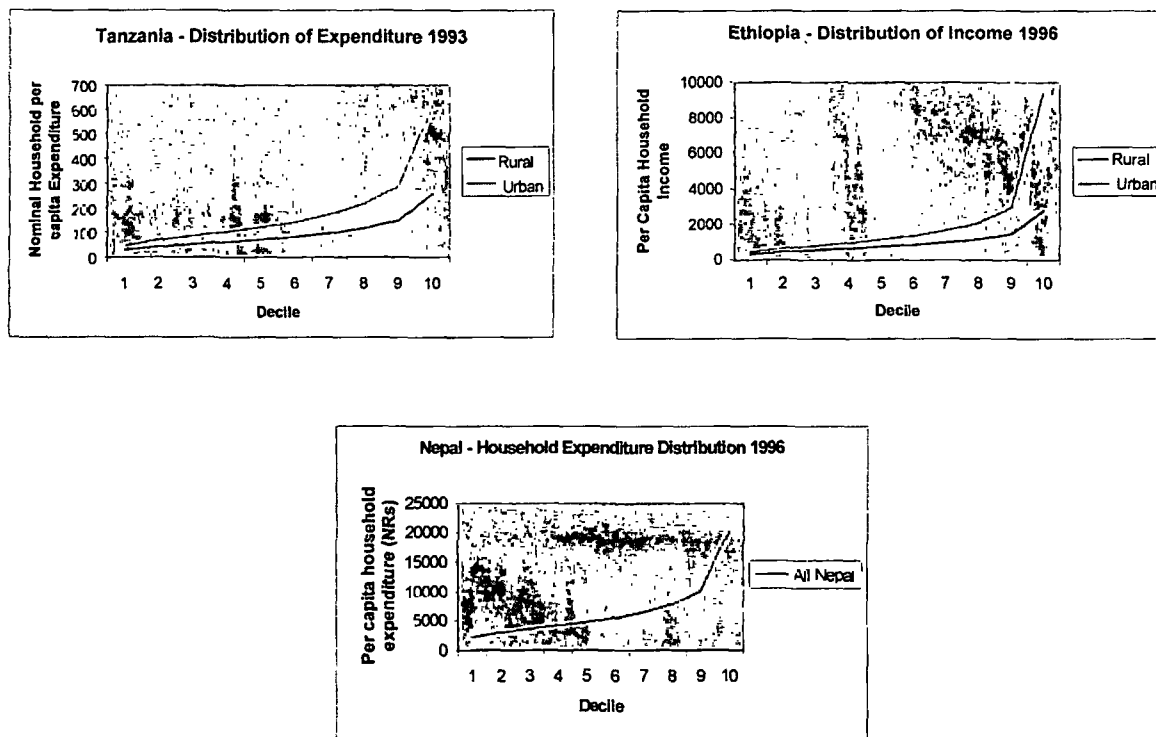 Tanzania - Distribution of Expenditure 1993
Nominal Household per
capita Expenditure
700
600
500
400
300
200
100
0
1 2 3 4 5 6 7 8 9 10
Decile
Rural
Urban
Ethiopia - Distribution of Income 1996
Per Capita Household
Income
10000
8000
6000
4000
2000
0
1 2 3 4 5 6 7 8 9 10
Decile
Rural
Urban
Nepal - Household Expenditure Distribution 1996
Per capita household
expenditure (NRs)
25000
20000
15000
10000
5000
0
1 2 3 4 5 6 7 8 9 10
Decile
All Nepal